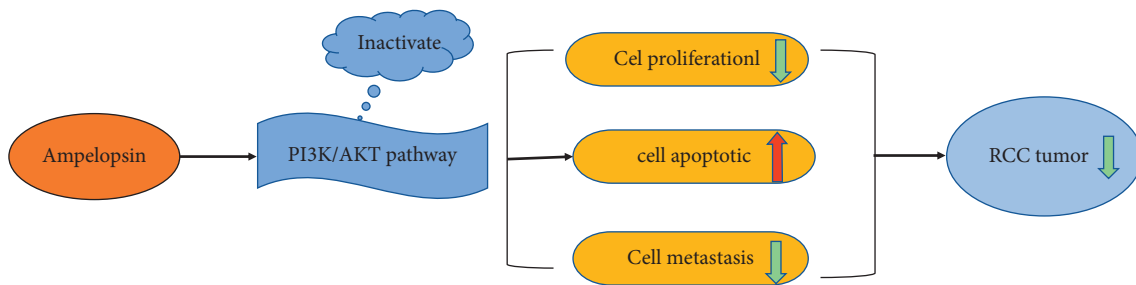 Inactivate
Ampelopsin
PI3K/AKT pathway
Cel proliferationl
cell apoptotic
Cell metastasis
RCC tumor